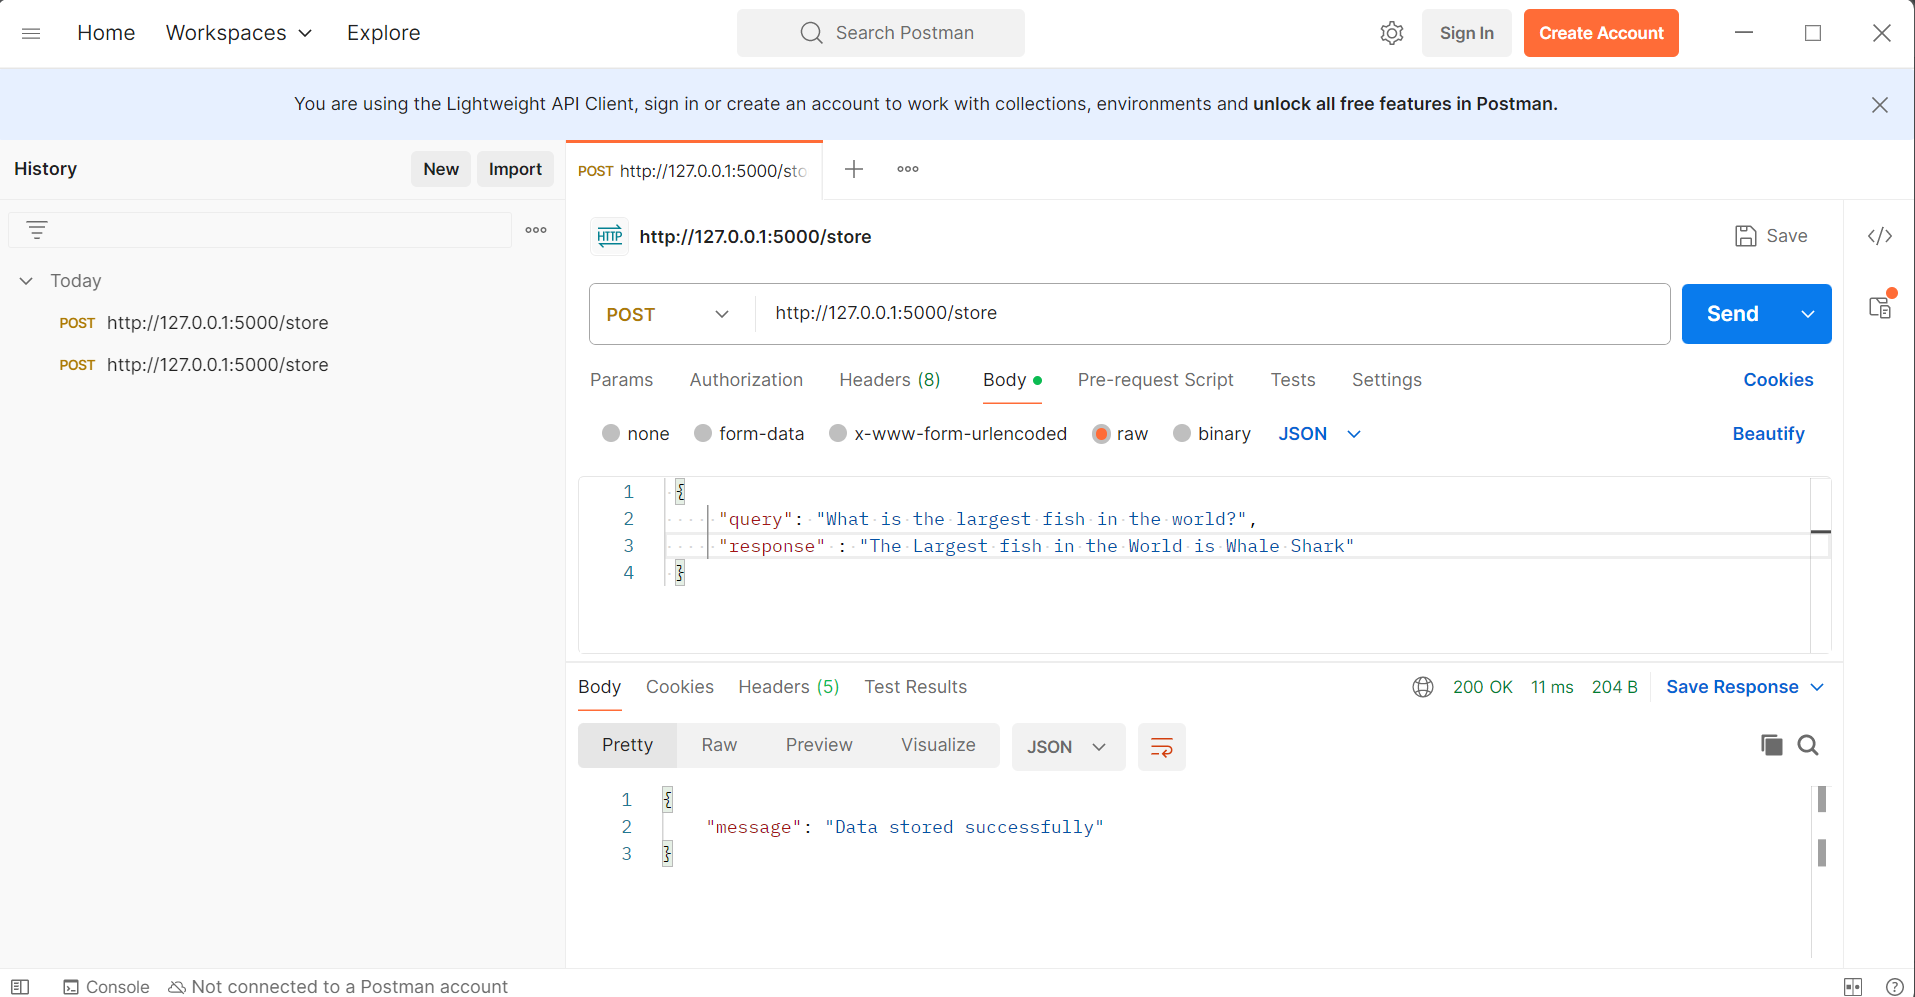 Home Workspaces Explore Search Postman Sign In Create Account
You are using the Lightweight API Client, sign in or create an account to work with collections, environments and unlock all free features in Postman.
History New Import
Today
POST http://127.0.0.1:5000/store
POST http://127.0.0.1:5000/store
POST http://127.0.0.1:5000/sto
HTTP http://127.0.0.1:5000/store Save </>
POST http://127.0.0.1:5000/store Send
Params Authorization Headers (8) Body Pre-request Script Tests Settings Cookies
none form-data x-www-form-urlencoded raw binary JSON Beautify
1 {
2 "query": "What is the largest fish in the world?",
3 "response" : "The Largest fish in the World is Whale Shark"
4 }
Body Cookies Headers (5) Test Results 200 OK 11 ms 204 B Save Response
Pretty Raw Preview Visualize JSON
1 {
2 "message": "Data stored successfully"
3 }
Console Not connected to a Postman account